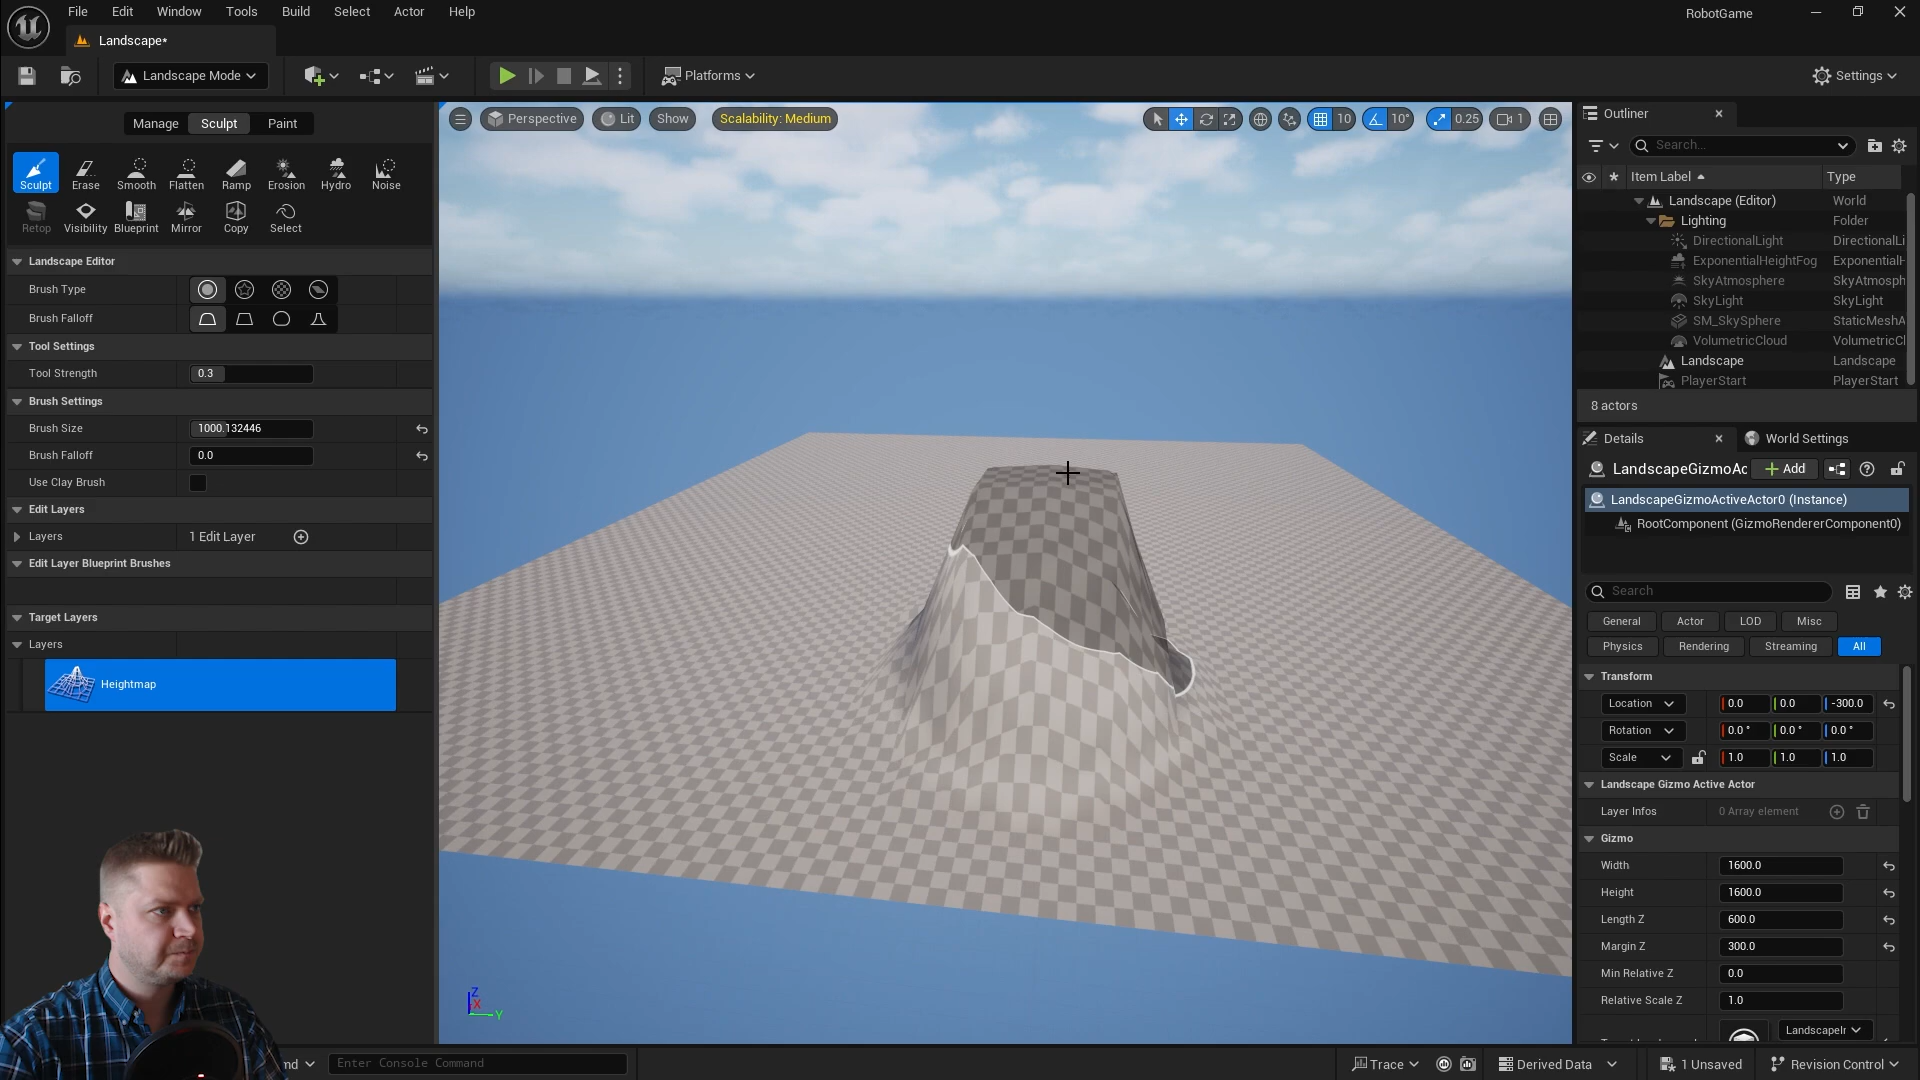 File Edit Window Tools Build Select Actor Help
RobotGame
Landscape*
Landscape Mode
Platforms
Settings
Manage Sculpt Paint
Sculpt Erase Smooth Flatten Ramp Erosion Hydro Noise
Retop Visibility Blueprint Mirror Copy Select
Landscape Editor
Brush Type
Brush Falloff
Tool Settings
Tool Strength 0.3
Brush Settings
Brush Size 1000.132446
Brush Falloff 0.0
Use Clay Brush
Edit Layers
Layers 1 Edit Layer
Edit Layer Blueprint Brushes
Target Layers
Layers
Heightmap
Perspective Lit Show Scalability: Medium
10 10° 0.25 1
Z
X
Y
Outliner
Search...
Item Label Type
Landscape (Editor) World
Lighting Folder
DirectionalLight DirectionalLi
ExponentialHeightFog ExponentialH
SkyAtmosphere SkyAtmosph
SkyLight SkyLight
SM_SkySphere StaticMeshA
VolumetricCloud VolumetricCl
Landscape Landscape
PlayerStart PlayerStart
8 actors
Details World Settings
LandscapeGizmoAc Add
LandscapeGizmoActiveActor0 (Instance)
RootComponent (GizmoRendererComponent0)
Search
General Actor LOD Misc
Physics Rendering Streaming All
Transform
Location 0.0 0.0 -300.0
Rotation 0.0 ° 0.0 ° 0.0 °
Scale 1.0 1.0 1.0
Landscape Gizmo Active Actor
Layer Infos 0 Array element
Gizmo
Width 1600.0
Height 1600.0
Length Z 600.0
Margin Z 300.0
Min Relative Z 0.0
Relative Scale Z 1.0
nd Enter Console Command
Trace Derived Data 1 Unsaved Revision Control